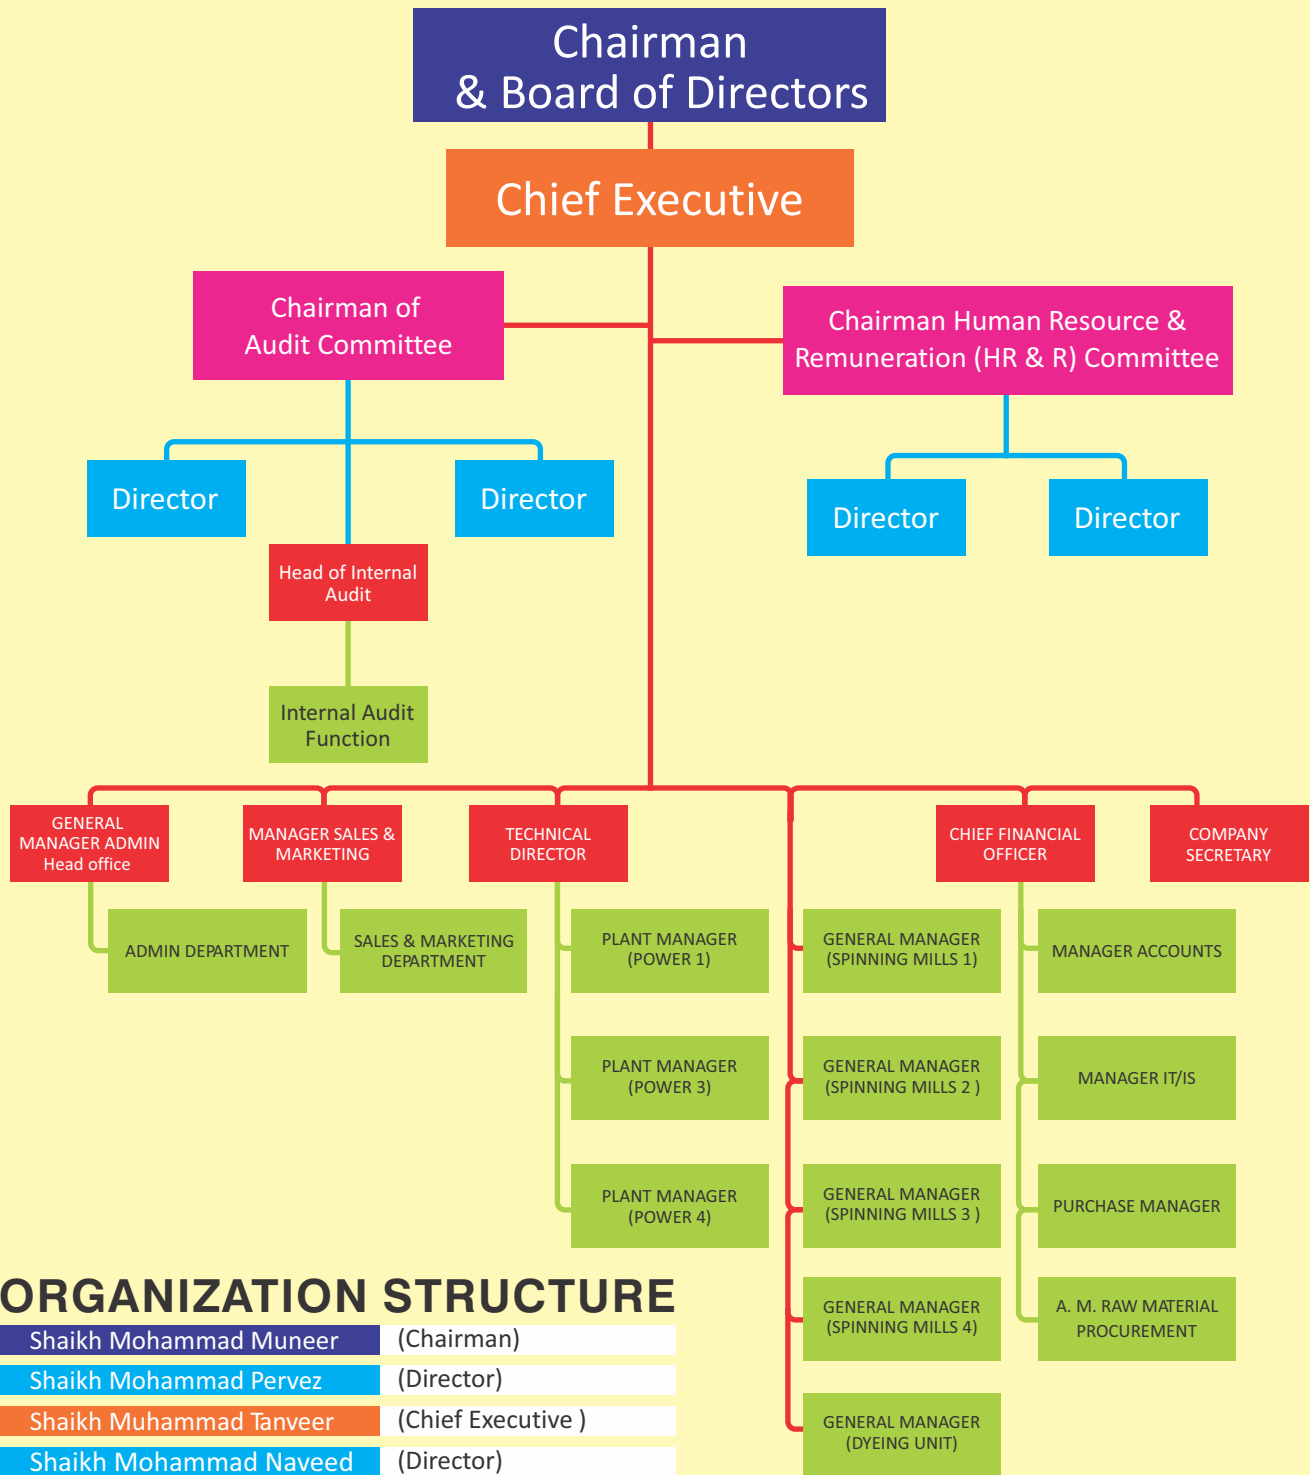 Chairman
& Board of Directors
Chief Executive
Chairman of
Audit Committee
Chairman Human Resource &
Remuneration (HR & R) Committee
Director
Director
Director
Director
Head of Internal
Audit
Internal Audit
Function
GENERAL
MANAGER ADMIN
Head office
MANAGER SALES &
MARKETING
TECHNICAL
DIRECTOR
CHIEF FINANCIAL
OFFICER
COMPANY
SECRETARY
ADMIN DEPARTMENT
SALES & MARKETING
DEPARTMENT
PLANT MANAGER
(POWER 1)
GENERAL MANAGER
(SPINNING MILLS 1)
MANAGER ACCOUNTS
PLANT MANAGER
(POWER 3)
GENERAL MANAGER
(SPINNING MILLS 2 )
MANAGER IT/IS
PLANT MANAGER
(POWER 4)
GENERAL MANAGER
(SPINNING MILLS 3 )
PURCHASE MANAGER
GENERAL MANAGER
(SPINNING MILLS 4)
A. M. RAW MATERIAL
PROCUREMENT
GENERAL MANAGER
(DYEING UNIT)
ORGANIZATION STRUCTURE
Shaikh Mohammad Muneer (Chairman)
Shaikh Mohammad Pervez (Director)
Shaikh Muhammad Tanveer (Chief Executive )
Shaikh Mohammad Naveed (Director)